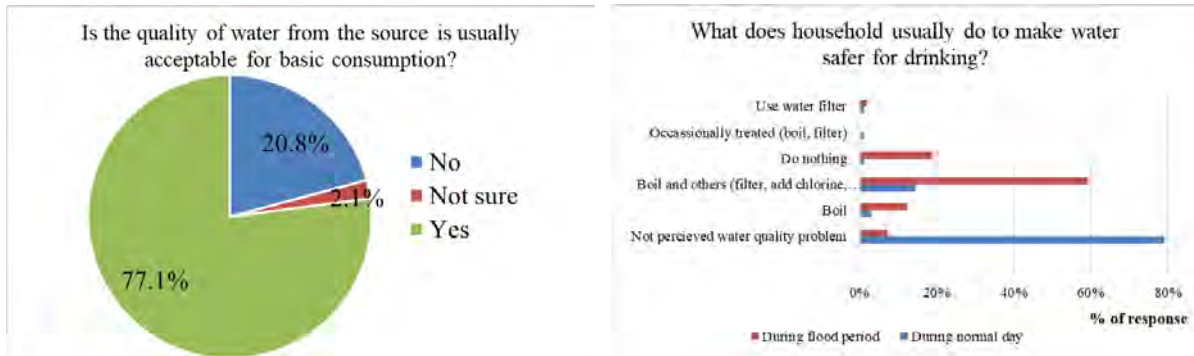 Is the quality of water from the source is usually
acceptable for basic consumption?
20.8%
2.1%
77.1%
No
Not sure
Yes
What does household usually do to make water
safer for drinking?
Use water filter
Occassionally treated (boil, filter)
Do nothing
Boil and others (filter, add chlorine,...
Boil
Not percieved water quality problem
0% 20% 40% 60% 80%
% of response
During flood period During normal day